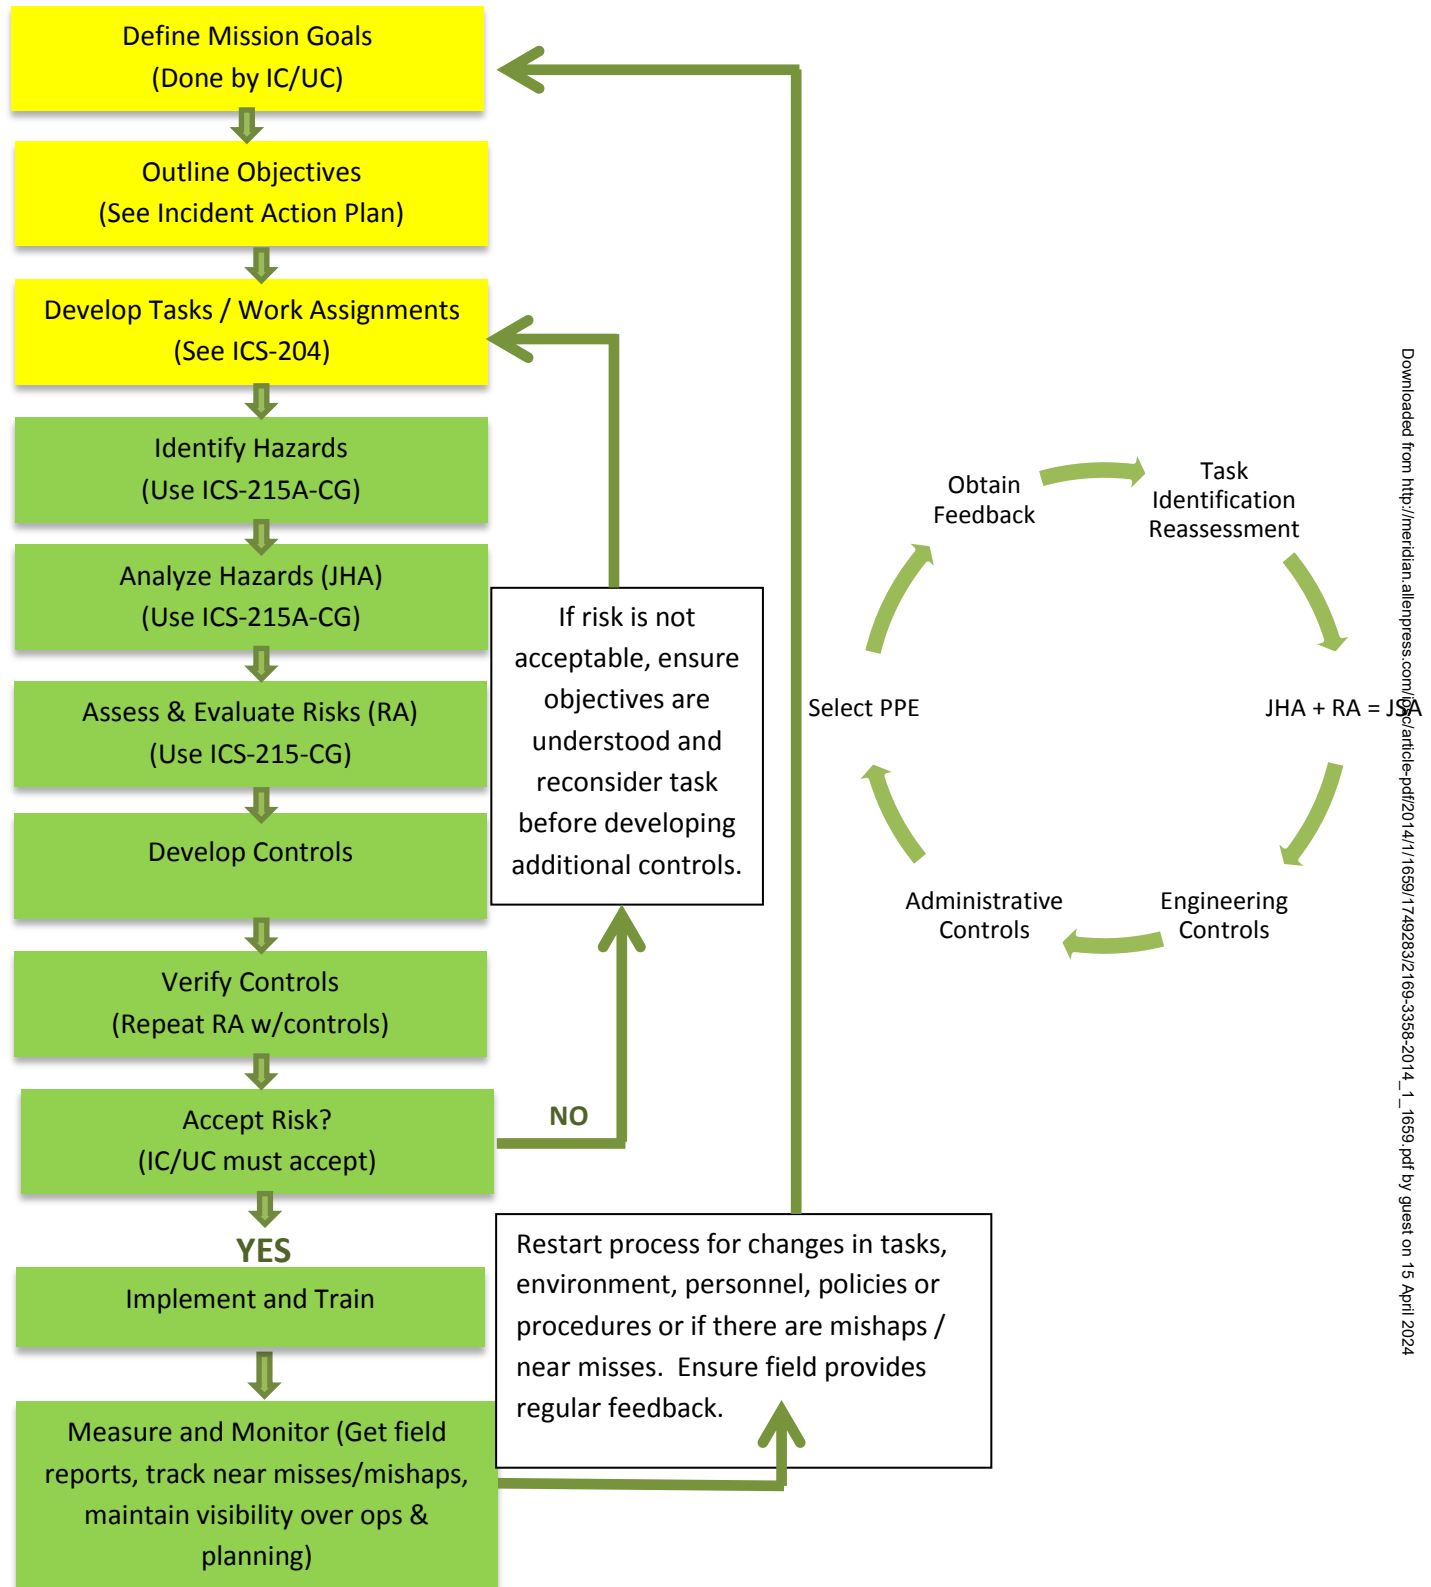 Define Mission Goals
(Done by IC/UC)
Outline Objectives
(See Incident Action Plan)
Develop Tasks / Work Assignments
(See ICS-204)
Identify Hazards
(Use ICS-215A-CG)
Analyze Hazards (JHA)
(Use ICS-215A-CG)
Assess & Evaluate Risks (RA)
(Use ICS-215-CG)
Develop Controls
Verify Controls
(Repeat RA w/controls)
Accept Risk?
(IC/UC must accept)
NO
YES
Implement and Train
Measure and Monitor (Get field
reports, track near misses/mishaps,
maintain visibility over ops &
planning)
If risk is not
acceptable, ensure
objectives are
understood and
reconsider task
before developing
additional controls.
Restart process for changes in tasks,
environment, personnel, policies or
procedures or if there are mishaps /
near misses.  Ensure field provides
regular feedback.
Obtain
Feedback
Task
Identification
Reassessment
JHA + RA = JSA
Engineering
Controls
Administrative
Controls
Select PPE
Downloaded from http://meridian.allenpress.com/iosc/article-pdf/2014/1/1659/1749283/2169-3358-2014_1_1659.pdf by guest on 15 April 2024